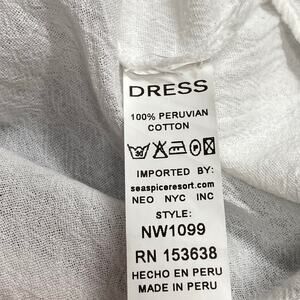 DRESS
100% PERUVIAN
COTTON
IMPORTED BY:
seaspiceresort.com
NEO NYC INC
STYLE:
NW1099
RN 153638
HECHO EN PERU
MADE IN PERU